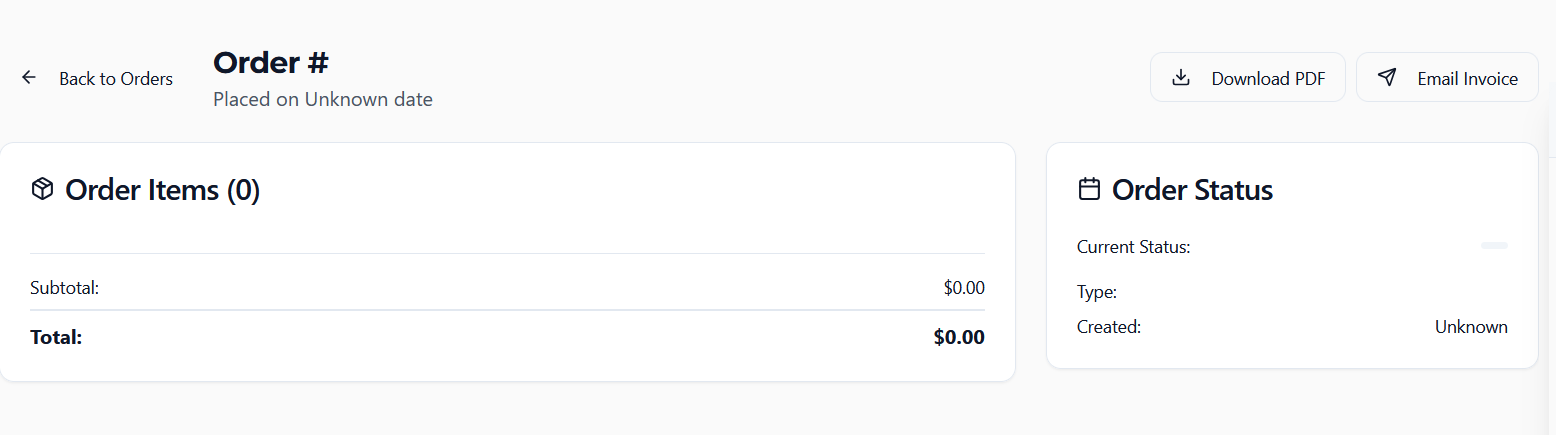 Back to Orders
Order #
Placed on Unknown date
Download PDF
Email Invoice
Order Items (0)
Subtotal: $0.00
Total: $0.00
Order Status
Current Status:
Type:
Created: Unknown